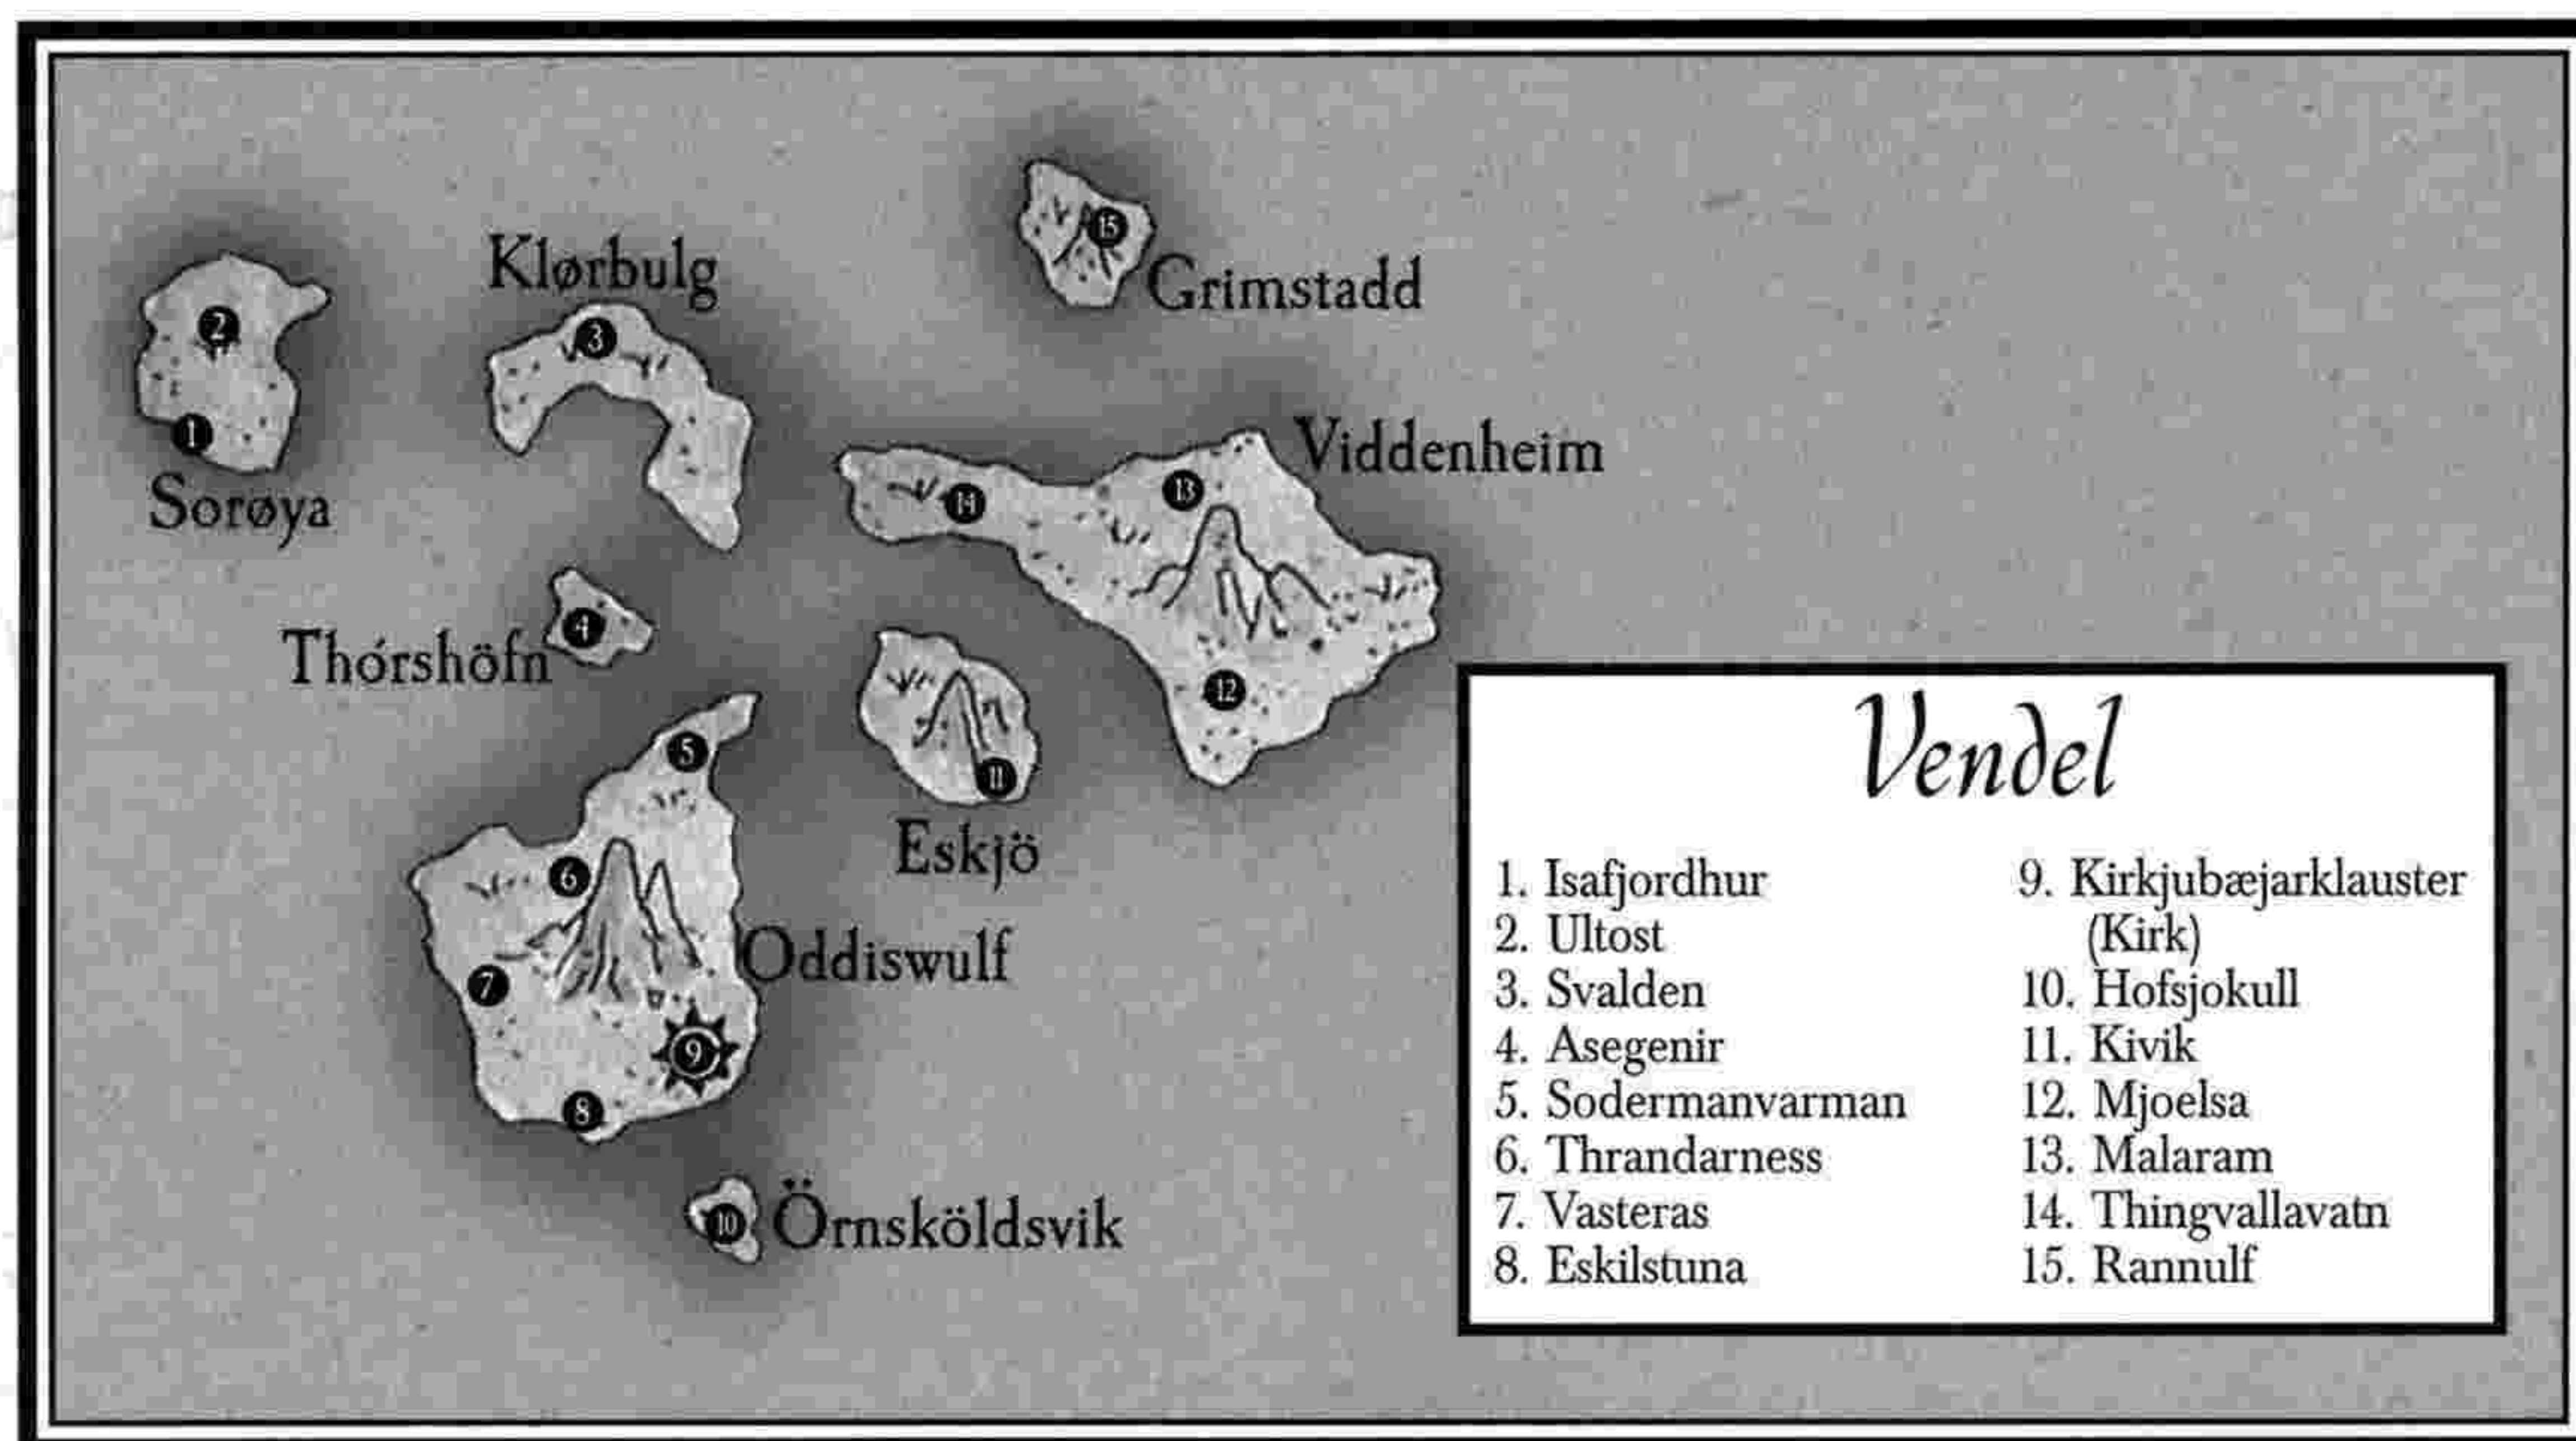 Klørbulg
Grimstadd
Viddenheim
Sorøya
Thórshöfn
Eskjö
Oddiswulf
Örnsköldsvik
2
3
15
1
14
13
4
12
5
11
6
7
9
8
10
Vendel
1. Isafjordhur
2. Ultost
3. Svalden
4. Asegenir
5. Sodermanvarman
6. Thrandarness
7. Vasteras
8. Eskilstuna
9. Kirkjubæjarklauster
(Kirk)
10. Hofsjokull
11. Kivik
12. Mjoelsa
13. Malaram
14. Thingvallavatn
15. Rannulf